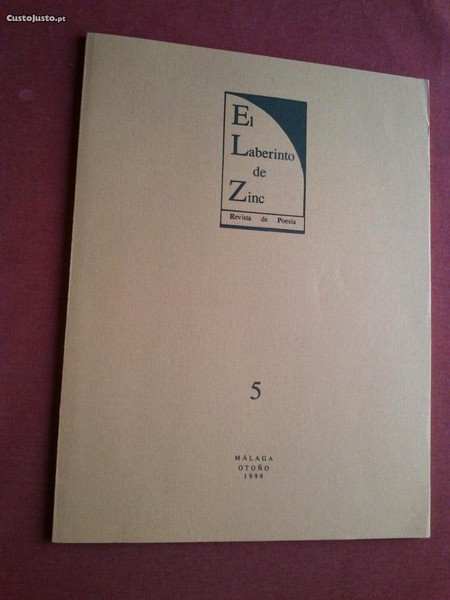 CustoJusto.pt
El
Laberinto
de
Zinc
Revista de Poesía
5
MÁLAGA
OTOÑO
1999